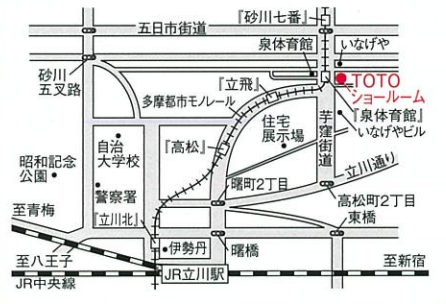 『砂川七番』
五日市街道
泉体育館
いなげや
砂川
五叉路
『立飛』
TOTO
ショールーム
多摩都市モノレール
『泉体育館』
いなげやビル
芋窪街道
住宅
展示場
自治
大学校
『高松』
立川通り
昭和記念
公園
警察署
曙町2丁目
高松町2丁目
至青梅
『立川北』
東橋
伊勢丹
曙橋
至八王子
至新宿
JR立川駅
JR中央線